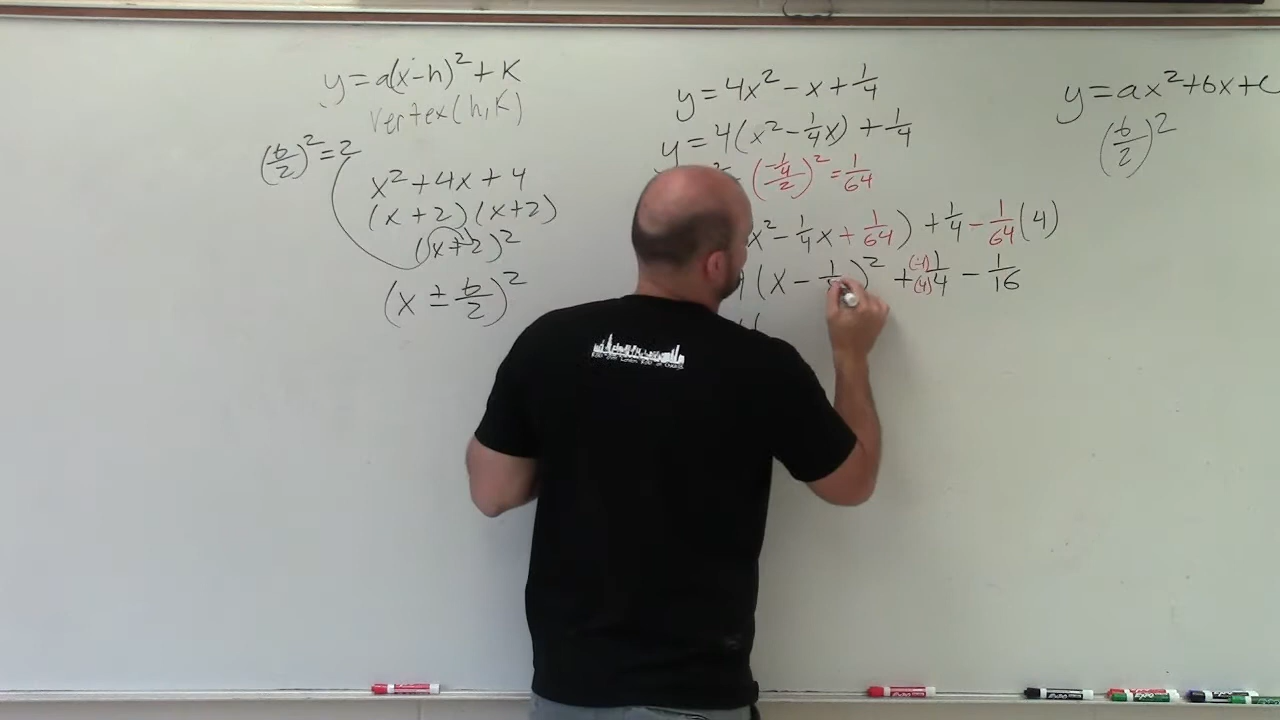 y = a(x-h)² + K
vertex(h,K)
(b/2)² = 2
x² + 4x + 4
(x + 2)(x+2)
(x+2)²
(x ± b/2)²
y = 4x² - x + 1/4
y = 4(x² - 1/4x) + 1/4
(-1/4/2)² = 1/64
x² - 1/4x + 1/64) + 1/4 - 1/64(4)
(x - 1/)² + (4)1/(4)4 - 1/16
y = ax² + bx + c
(b/2)²